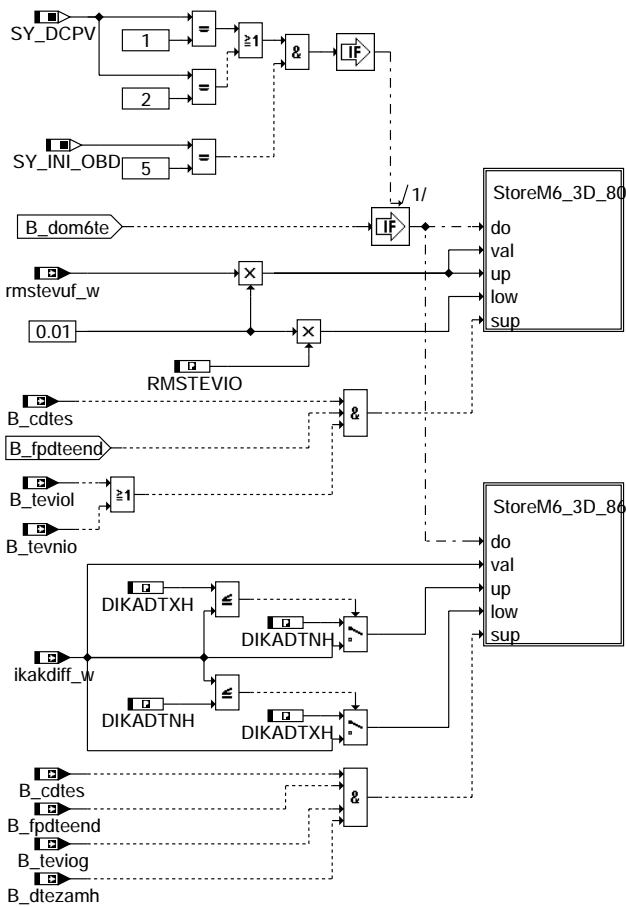 SY_DCPV
1
=
≥1
&
IF
2
=
SY_INI_OBD
5
=
/ 1/
StoreM6_3D_80
B_dom6te
IF
do
val
rmstevuf_w
×
up
low
0.01
×
sup
RMSTEVIO
B_cdtes
&
B_fpdteend
B_teviol
≥1
B_tevnio
StoreM6_3D_86
do
val
DIKADTXH
≤
up
DIKADTNH
low
sup
ikakdiff_w
≤
DIKADTNH
DIKADTXH
B_cdtes
&
B_fpdteend
B_teviog
B_dtezamh